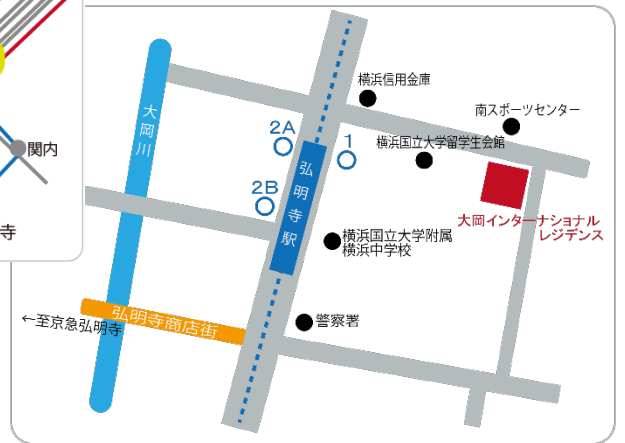 関内
寺
横浜信用金庫
南スポーツセンター
大岡川
2A
1
横浜国立大学留学生会館
弘明寺駅
2B
大岡インターナショナル
レジデンス
横浜国立大学附属
横浜中学校
弘明寺商店街
←至京急弘明寺
警察署